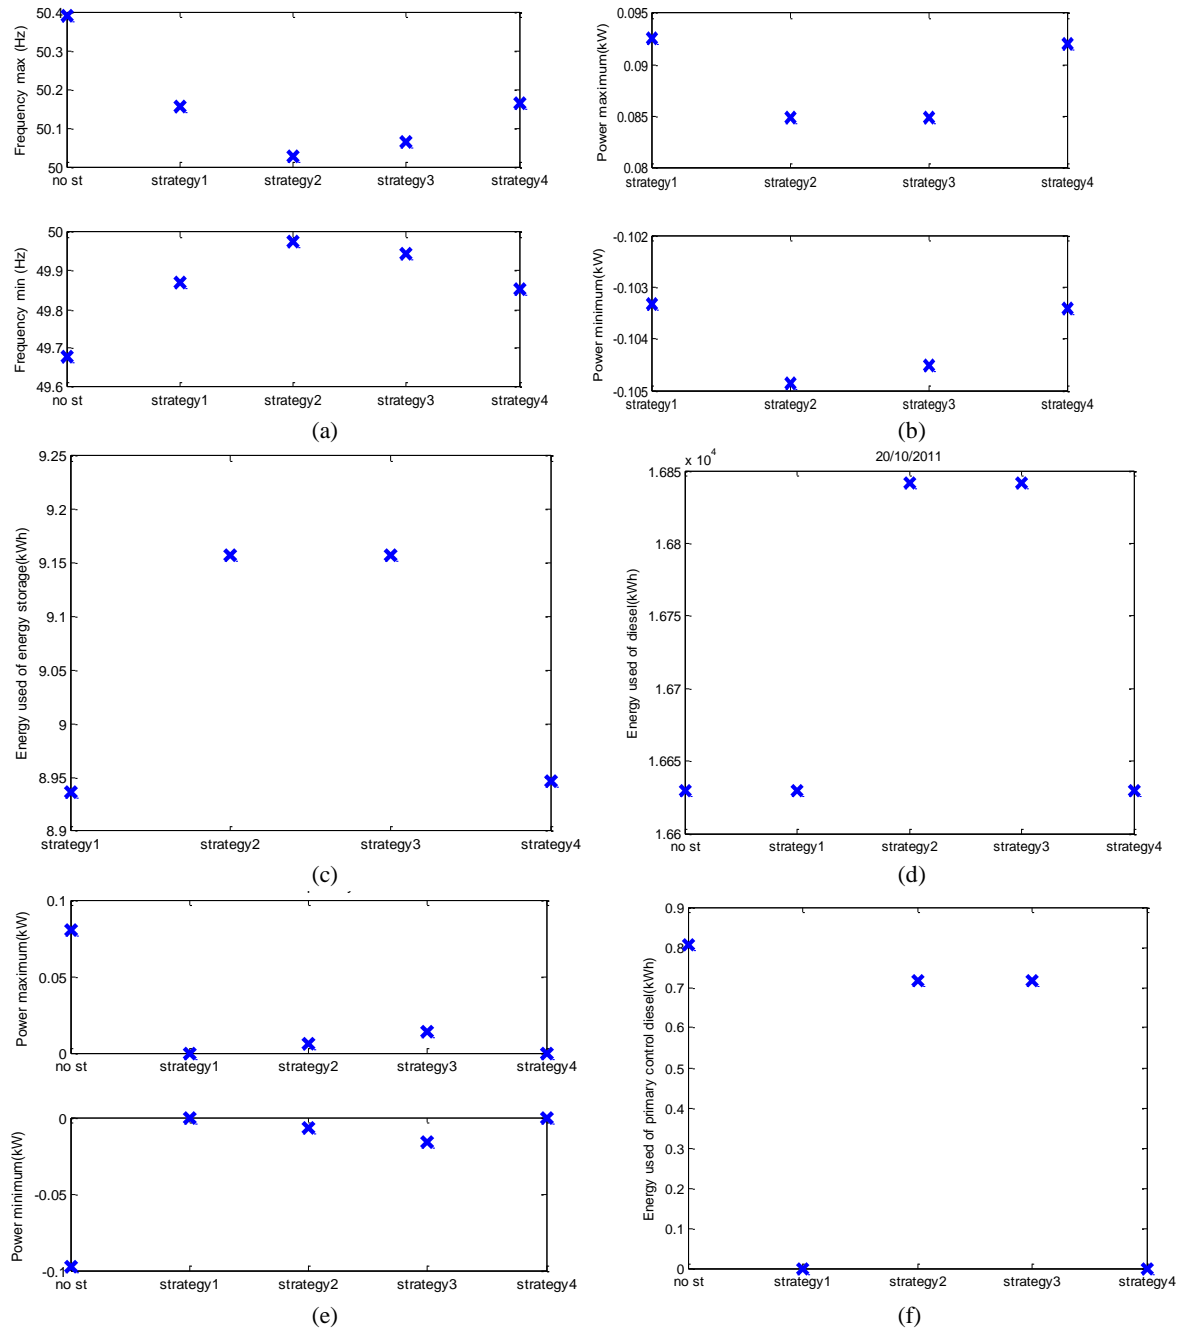 50.4
50.3
50.2
50.1
50
Frequency max (Hz)
no st strategy1 strategy2 strategy3 strategy4
0.095
0.09
0.085
0.08
Power maximum(kW)
strategy1 strategy2 strategy3 strategy4
50
49.9
49.8
49.7
49.6
Frequency min (Hz)
no st strategy1 strategy2 strategy3 strategy4
(a)
-0.102
-0.103
-0.104
-0.105
Power minimum(kW)
strategy1 strategy2 strategy3 strategy4
(b)
9.25
9.2
9.15
9.1
9.05
9
8.95
8.9
Energy used of energy storage(kWh)
strategy1 strategy2 strategy3 strategy4
(c)
x 10^4
20/10/2011
1.685
1.68
1.675
1.67
1.665
1.66
Energy used of diesel(kWh)
no st strategy1 strategy2 strategy3 strategy4
(d)
0.1
0.05
0
Power maximum(kW)
no st strategy1 strategy2 strategy3 strategy4
0
-0.05
-0.1
Power minimum(kW)
no st strategy1 strategy2 strategy3 strategy4
(e)
0.9
0.8
0.7
0.6
0.5
0.4
0.3
0.2
0.1
0
Energy used of primary control diesel(kWh)
no st strategy1 strategy2 strategy3 strategy4
(f)